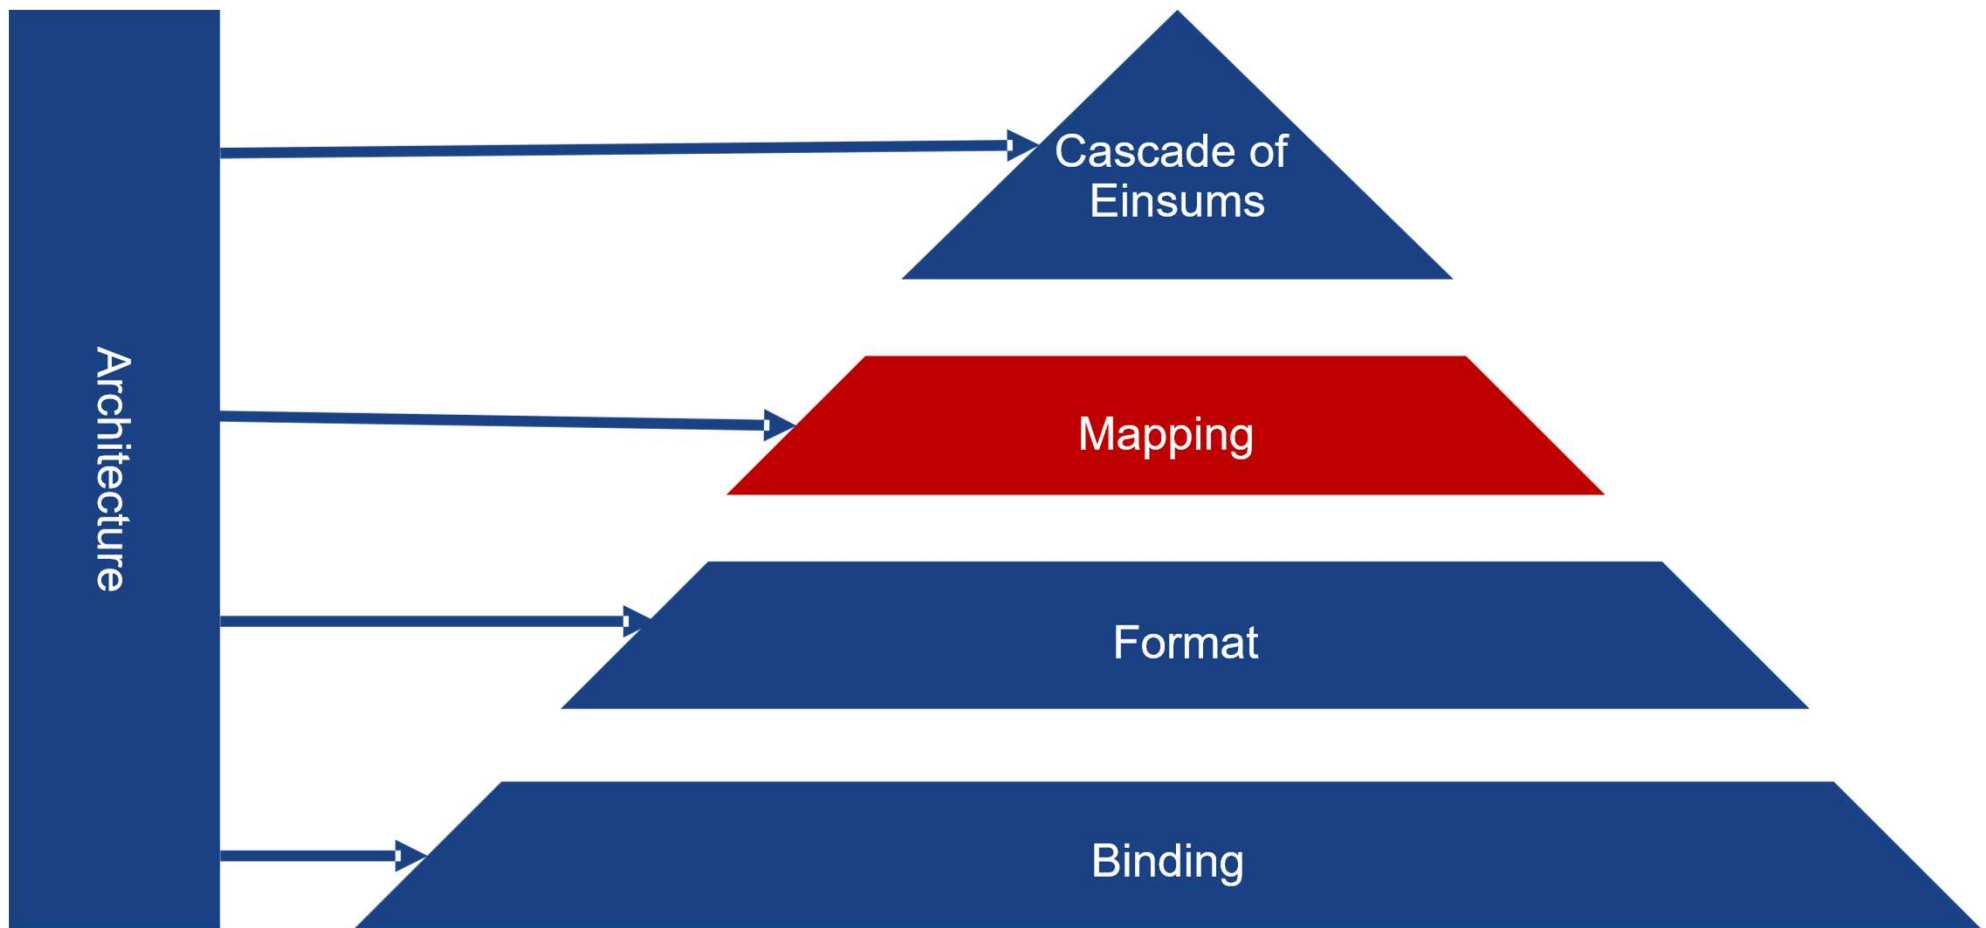 Architecture
Cascade of
Einsums
Mapping
Format
Binding